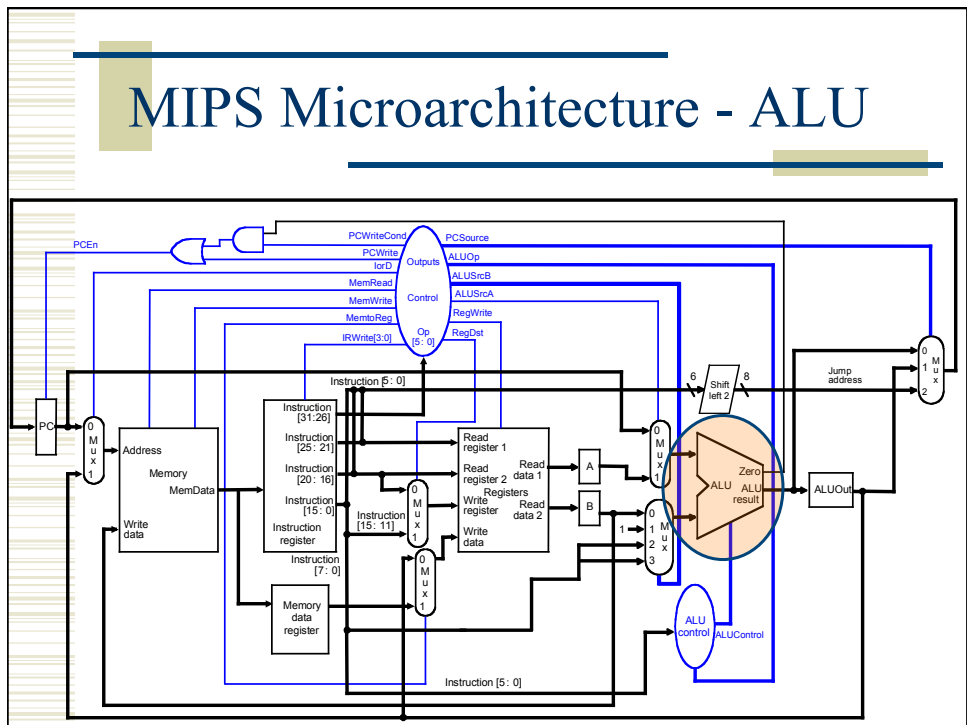 MIPS Microarchitecture - ALU
PCEn
PCWriteCond
PCWrite
IorD
MemRead
MemWrite
MemtoReg
IRWrite[3:0]
Outputs
Control
Op
[5: 0]
PCSource
ALUOp
ALUSrcB
ALUSrcA
RegWrite
RegDst
Instruction [5: 0]
6
Shift
left 2
8
Jump
address
0
1
2
M
u
x
PC
0
M
u
x
1
Address
Memory
MemData
Write
data
Instruction
[31:26]
Instruction
[25: 21]
Instruction
[20: 16]
Instruction
[15: 0]
Instruction
register
Instruction
[7: 0]
Memory
data
register
Instruction
[15: 11]
0
M
u
x
1
0
M
u
x
1
Read
register 1
Read
register 2
Registers
Write
register
Write
data
Read
data 1
Read
data 2
A
B
0
M
u
x
1
1
0
1
2
3
M
u
x
Zero
ALU
ALU
result
ALUOut
ALU
control
ALUControl
Instruction [5: 0]